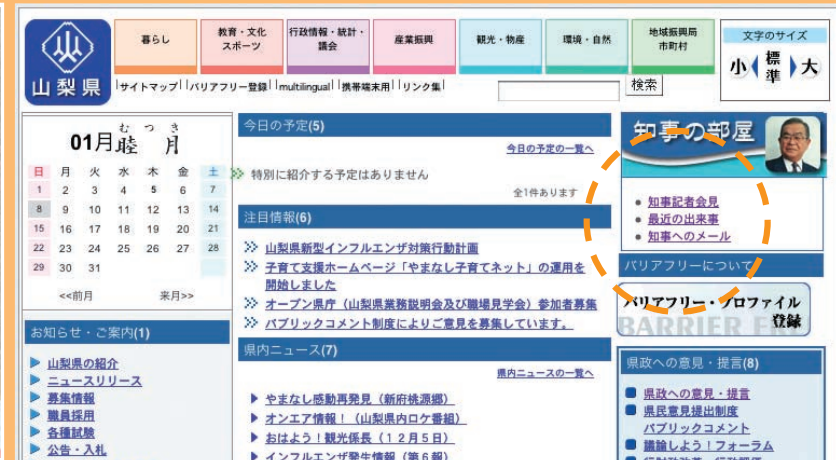 山梨県
暮らし
教育・文化
スポーツ
行政情報・統計・
議会
産業振興
観光・物産
環境・自然
地域振興局
市町村
文字のサイズ
小 標準 大
|サイトマップ| |バリアフリー登録| |multilingual| |携帯端末用| |リンク集|
検索
むつき
01月睦月
日 月 火 水 木 金 土
1 2 3 4 5 6 7
8 9 10 11 12 13 14
15 16 17 18 19 20 21
22 23 24 25 26 27 28
29 30 31
<<前月 来月>>
お知らせ・ご案内(1)
山梨県の紹介
ニュースリリース
募集情報
職員採用
各種試験
公告・入札
今日の予定(5)
今日の予定の一覧へ
特別に紹介する予定はありません
全1件あります
注目情報(6)
山梨県新型インフルエンザ対策行動計画
子育て支援ホームページ「やまなし子育てネット」の運用を
開始しました
オープン県庁（山梨県業務説明会及び職場見学会）参加者募集
パブリックコメント制度によりご意見を募集しています。
県内ニュース(7)
県内ニュースの一覧へ
やまなし感動再発見（新府桃源郷）
オンエア情報！（山梨県内ロケ番組）
おはよう！観光係長（12月5日）
インフルエンザ発生情報（第6報）
知事の部屋
知事記者会見
最近の出来事
知事へのメール
バリアフリーについて
バリアフリー・プロファイル
登録
BARRIER FR
県政への意見・提言(8)
県政への意見・提言
県民意見提出制度
パブリックコメント
議論しよう！フォーラム
行財政改革・行政評価